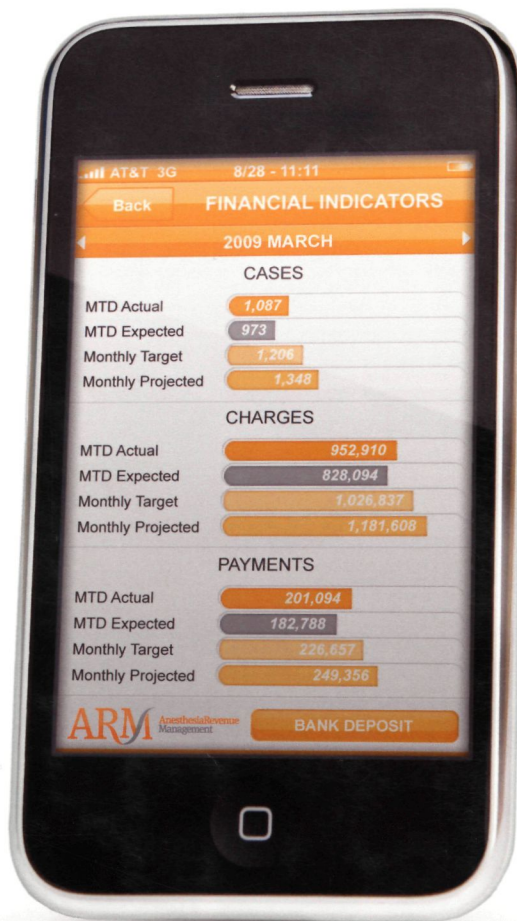 AT&T 3G 8/28 - 11:11
Back FINANCIAL INDICATORS
2009 MARCH
CASES
MTD Actual 1,087
MTD Expected 973
Monthly Target 1,206
Monthly Projected 1,348
CHARGES
MTD Actual 952,910
MTD Expected 828,094
Monthly Target 1,026,837
Monthly Projected 1,181,608
PAYMENTS
MTD Actual 201,094
MTD Expected 182,788
Monthly Target 226,657
Monthly Projected 249,356
ARM AnesthesiaRevenue
Management
BANK DEPOSIT